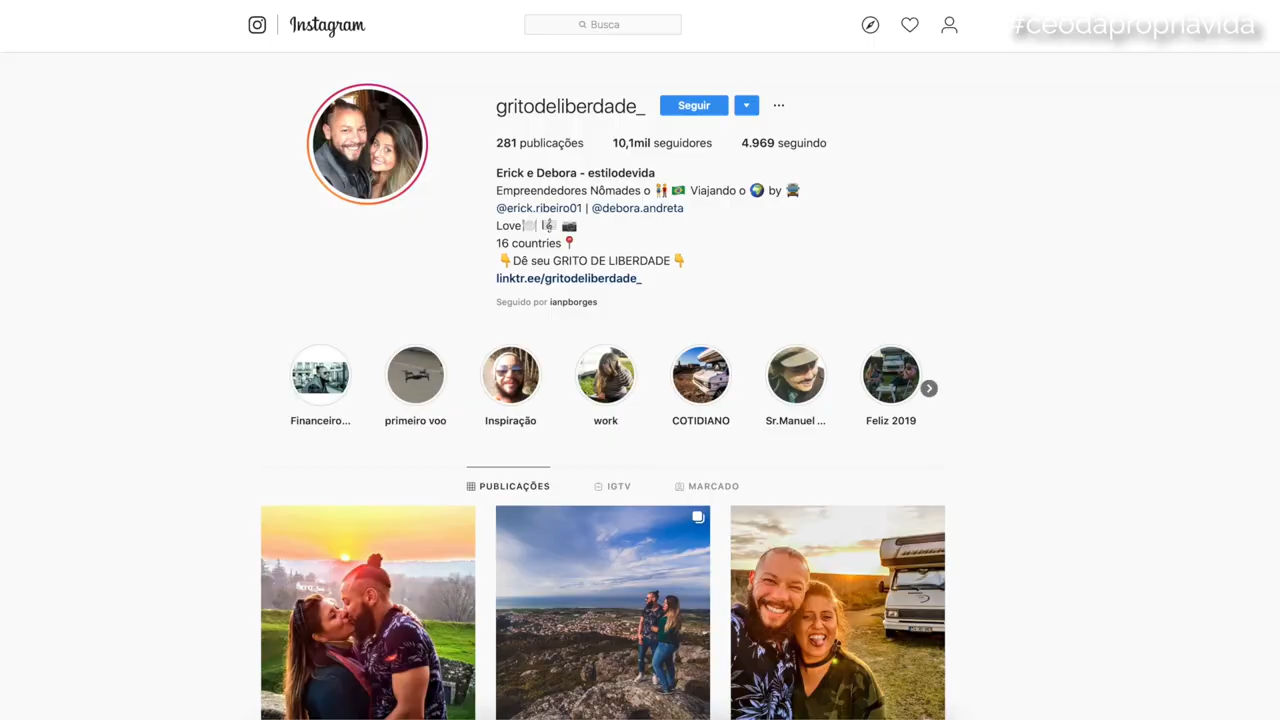 Instagram
Busca
#ceodapropriavida
gritodeliberdade_
Seguir
281 publicações 10,1mil seguidores 4.969 seguindo
Erick e Debora - estilodevida
Empreendedores Nômades o 👫🇧🇷 Viajando o 🌍 by 🚎
@erick.ribeiro01 | @debora.andreta
Love🍽🎼📷
16 countries📍
👇Dê seu GRITO DE LIBERDADE👇
linktr.ee/gritodeliberdade_
Seguido por ianpborges
Financeiro... primeiro voo Inspiração work COTIDIANO Sr.Manuel ... Feliz 2019
PUBLICAÇÕES IGTV MARCADO